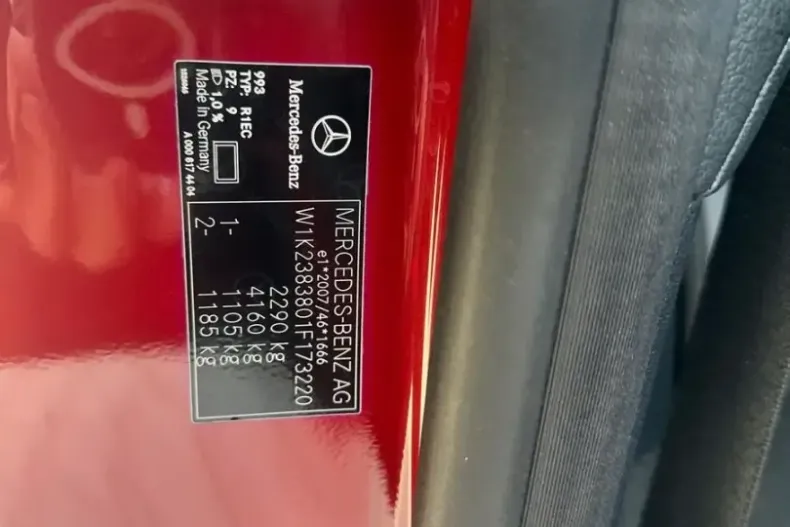 Mercedes-Benz
993
TYP: R1EC
PZ: 9
1,0 %
Made in Germany
A 000 817 44 04
MERCEDES-BENZ AG
e1*2007/46*1666
W1K2383801F173220
2290 kg
4160 kg
1- 1105 kg
2- 1185 kg